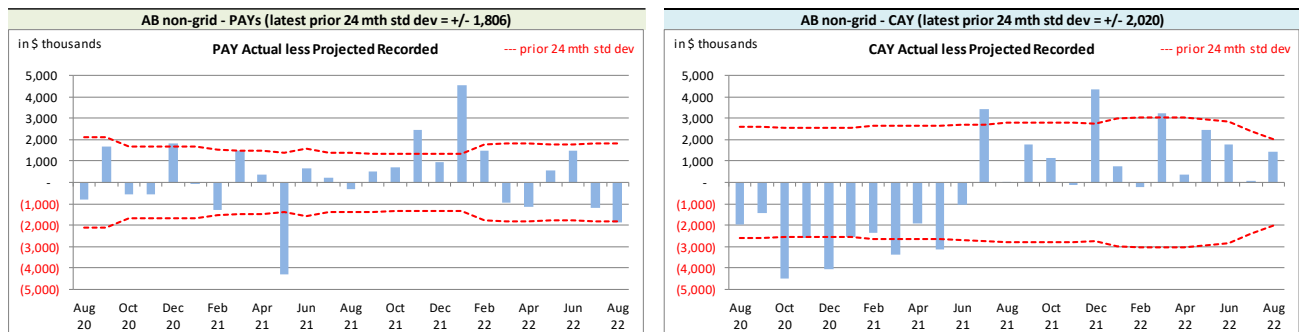 AB non-grid - PAYs (latest prior 24 mth std dev = +/- 1,806)
in $ thousands
PAY Actual less Projected Recorded
--- prior 24 mth std dev
5,000
4,000
3,000
2,000
1,000
-
(1,000)
(2,000)
(3,000)
(4,000)
(5,000)
Aug Oct Dec Feb Apr Jun Aug Oct Dec Feb Apr Jun Aug
20 20 20 21 21 21 21 21 21 22 22 22 22
AB non-grid - CAY (latest prior 24 mth std dev = +/- 2,020)
in $ thousands
CAY Actual less Projected Recorded
--- prior 24 mth std dev
5,000
4,000
3,000
2,000
1,000
-
(1,000)
(2,000)
(3,000)
(4,000)
(5,000)
Aug Oct Dec Feb Apr Jun Aug Oct Dec Feb Apr Jun Aug
20 20 20 21 21 21 21 21 21 22 22 22 22